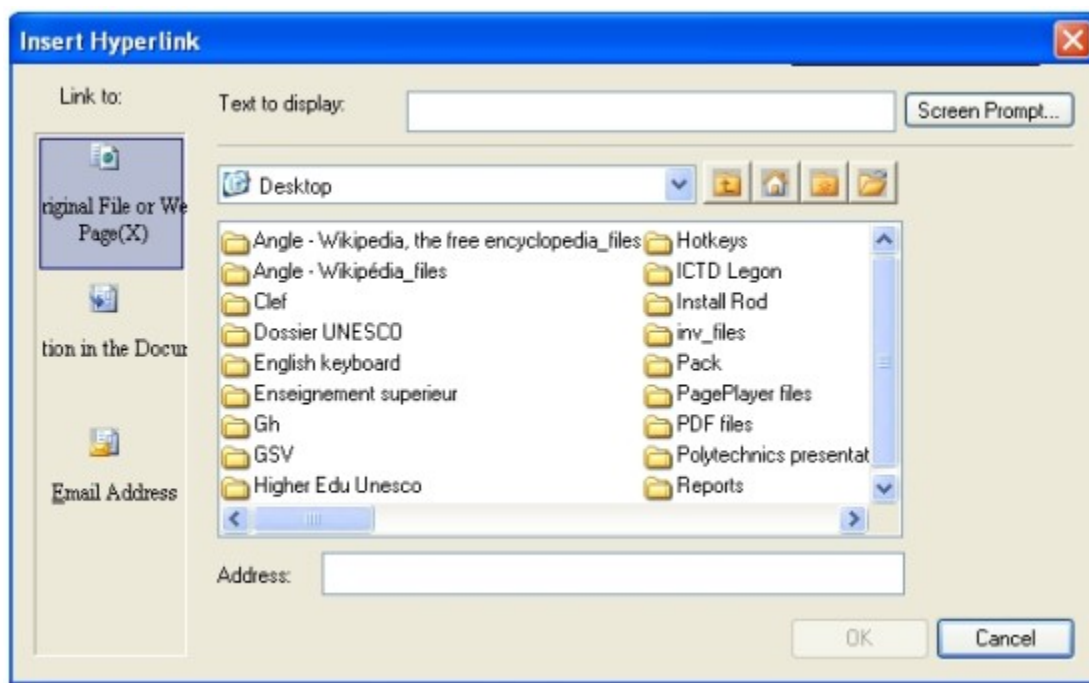 Insert Hyperlink
Link to:
Text to display:
Screen Prompt...
riginal File or We
Page(X)
tion in the Docur
Email Address
Desktop
Angle - Wikipedia, the free encyclopedia_files
Angle - Wikipédia_files
Clef
Dossier UNESCO
English keyboard
Enseignement superieur
Gh
GSV
Higher Edu Unesco
Hotkeys
ICTD Legon
Install Rod
inv_files
Pack
PagePlayer files
PDF files
Polytechnics presentat
Reports
Address:
OK
Cancel